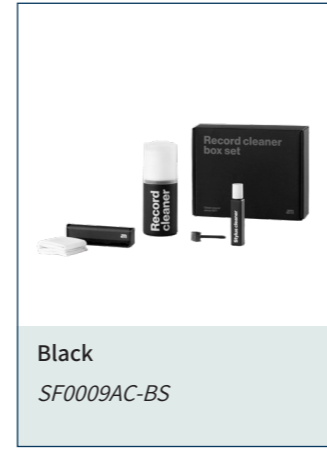 Record cleaner
box set
Record
cleaner
Stylus cleaner
Black
SF0009AC-BS